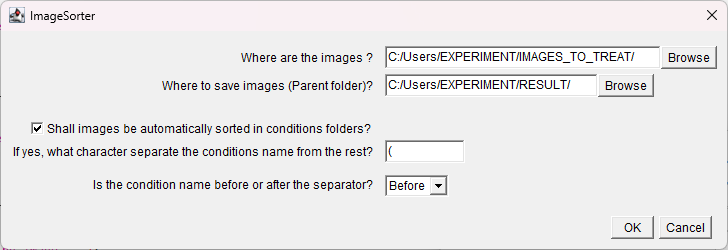 ImageSorter
Where are the images ? C:/Users/EXPERIMENT/IMAGES_TO_TREAT/ Browse
Where to save images (Parent folder)? C:/Users/EXPERIMENT/RESULT/ Browse
Shall images be automatically sorted in conditions folders?
If yes, what character separate the conditions name from the rest? (
Is the condition name before or after the separator? Before
OK Cancel